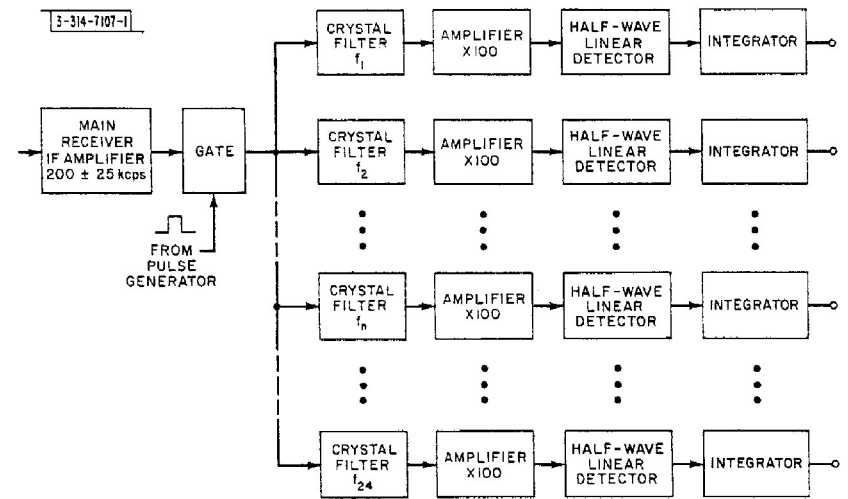 3-314-7107-1
MAIN
RECEIVER
IF AMPLIFIER
200 ± 25 kcps
GATE
FROM
PULSE
GENERATOR
CRYSTAL
FILTER
f1
AMPLIFIER
X100
HALF-WAVE
LINEAR
DETECTOR
INTEGRATOR
CRYSTAL
FILTER
f2
AMPLIFIER
X100
HALF-WAVE
LINEAR
DETECTOR
INTEGRATOR
CRYSTAL
FILTER
fn
AMPLIFIER
X100
HALF-WAVE
LINEAR
DETECTOR
INTEGRATOR
CRYSTAL
FILTER
f24
AMPLIFIER
X100
HALF-WAVE
LINEAR
DETECTOR
INTEGRATOR